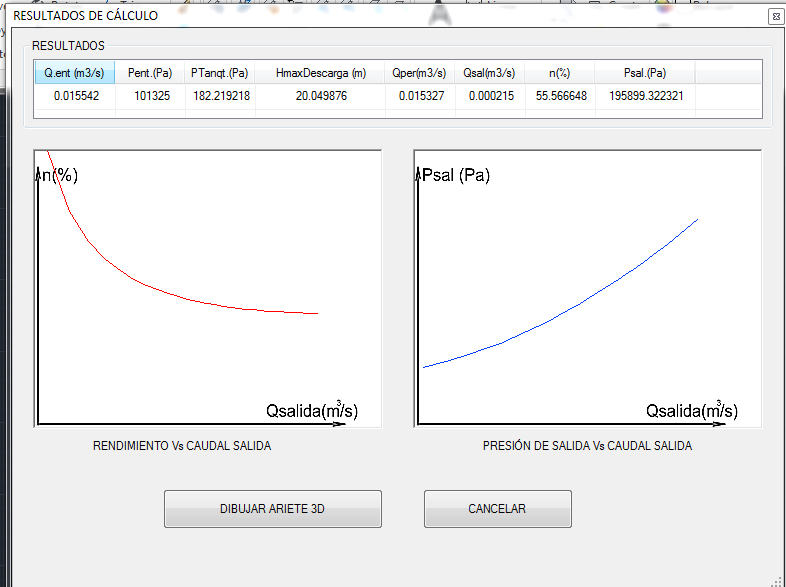 RESULTADOS DE CÁLCULO
RESULTADOS
Q.ent (m3/s) Pent.(Pa) PTanqt.(Pa) HmaxDescarga (m) Qper(m3/s) Qsal(m3/s) n(%) Psal.(Pa)
0.015542 101325 182.219218 20.049876 0.015327 0.000215 55.566648 195899.322321
n(%)
Qsalida(m³/s)
RENDIMIENTO Vs CAUDAL SALIDA
Psal (Pa)
Qsalida(m³/s)
PRESIÓN DE SALIDA Vs CAUDAL SALIDA
DIBUJAR ARIETE 3D
CANCELAR